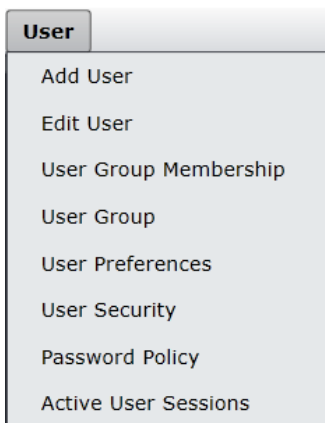 User
Add User
Edit User
User Group Membership
User Group
User Preferences
User Security
Password Policy
Active User Sessions